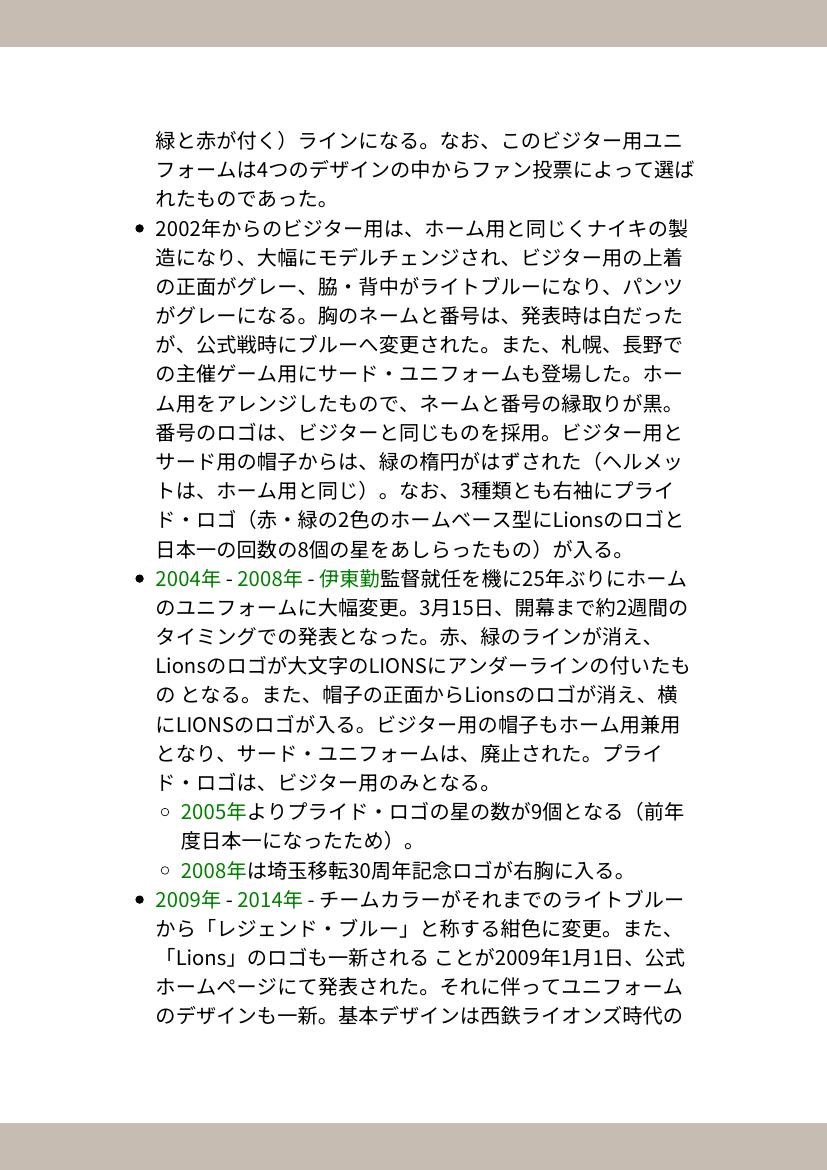 緑と赤が付く）ラインになる。なお、このビジター用ユニ
フォームは4つのデザインの中からファン投票によって選ば
れたものであった。
• 2002年からのビジター用は、ホーム用と同じくナイキの製
造になり、大幅にモデルチェンジされ、ビジター用の上着
の正面がグレー、脇・背中がライトブルーになり、パンツ
がグレーになる。胸のネームと番号は、発表時は白だった
が、公式戦時にブルーへ変更された。また、札幌、長野で
の主催ゲーム用にサード・ユニフォームも登場した。ホー
ム用をアレンジしたもので、ネームと番号の縁取りが黒。
番号のロゴは、ビジターと同じものを採用。ビジター用と
サード用の帽子からは、緑の楕円がはずされた（ヘルメッ
トは、ホーム用と同じ）。なお、3種類とも右袖にプライ
ド・ロゴ（赤・緑の2色のホームベース型にLionsのロゴと
日本一の回数の8個の星をあしらったもの）が入る。
• 2004年 - 2008年 - 伊東勤監督就任を機に25年ぶりにホーム
のユニフォームに大幅変更。3月15日、開幕まで約2週間の
タイミングでの発表となった。赤、緑のラインが消え、
Lionsのロゴが大文字のLIONSにアンダーラインの付いたも
の となる。また、帽子の正面からLionsのロゴが消え、横
にLIONSのロゴが入る。ビジター用の帽子もホーム用兼用
となり、サード・ユニフォームは、廃止された。プライ
ド・ロゴは、ビジター用のみとなる。
◦ 2005年よりプライド・ロゴの星の数が9個となる（前年
度日本一になったため）。
◦ 2008年は埼玉移転30周年記念ロゴが右胸に入る。
• 2009年 - 2014年 - チームカラーがそれまでのライトブルー
から「レジェンド・ブルー」と称する紺色に変更。また、
「Lions」のロゴも一新される ことが2009年1月1日、公式
ホームページにて発表された。それに伴ってユニフォーム
のデザインも一新。基本デザインは西鉄ライオンズ時代の